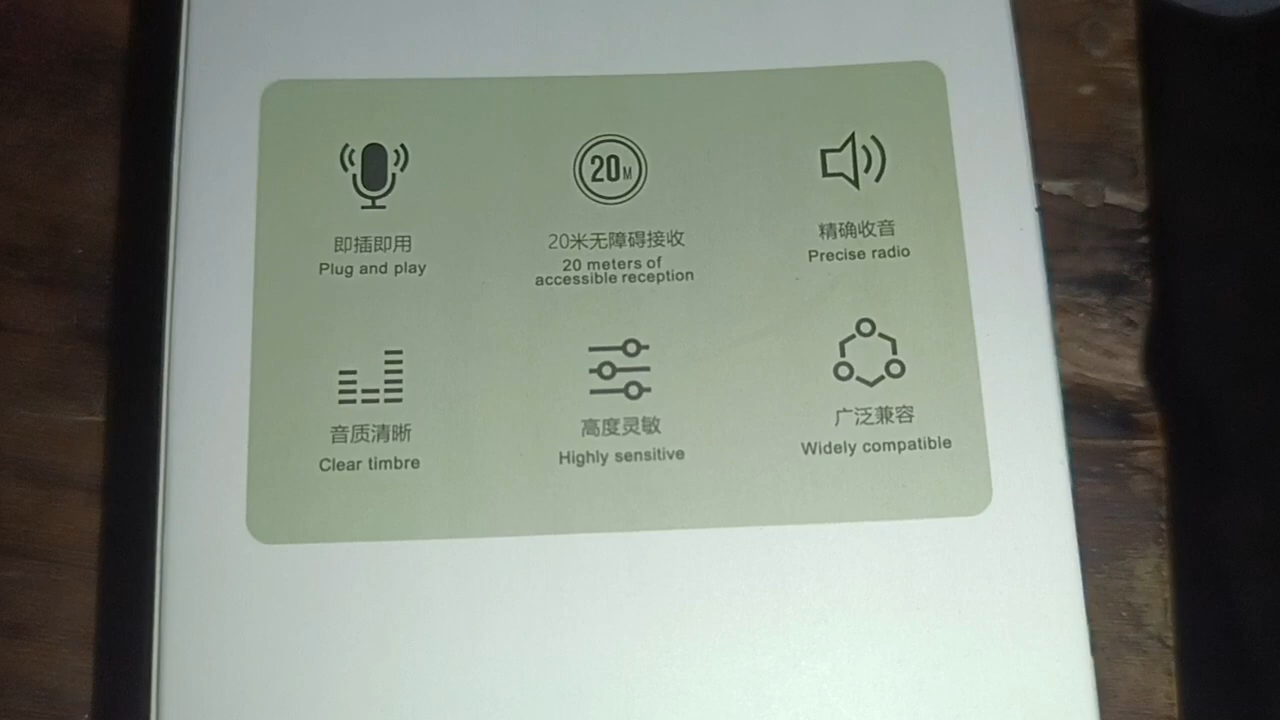 20M
即插即用
Plug and play
20米无障碍接收
20 meters of
accessible reception
精确收音
Precise radio
音质清晰
Clear timbre
高度灵敏
Highly sensitive
广泛兼容
Widely compatible